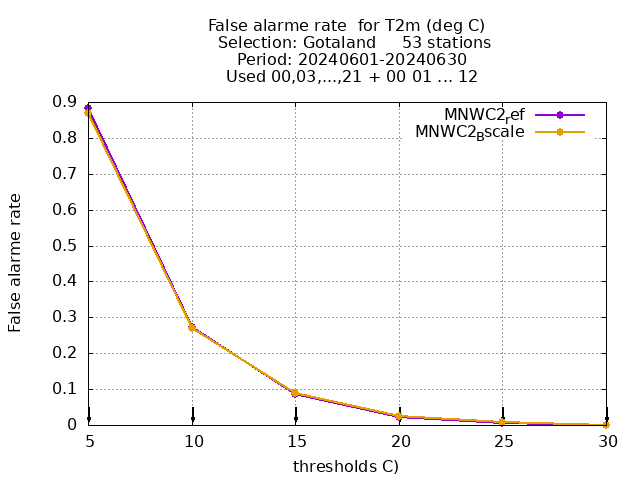 False alarme rate  for T2m (deg C)
Selection: Gotaland     53 stations
Period: 20240601-20240630
Used 00,03,...,21 + 00 01 ... 12
MNWC2ref
MNWC2Bscale
0.9
0.8
0.7
0.6
0.5
0.4
0.3
0.2
0.1
0
False alarme rate
5 10 15 20 25 30
thresholds C)